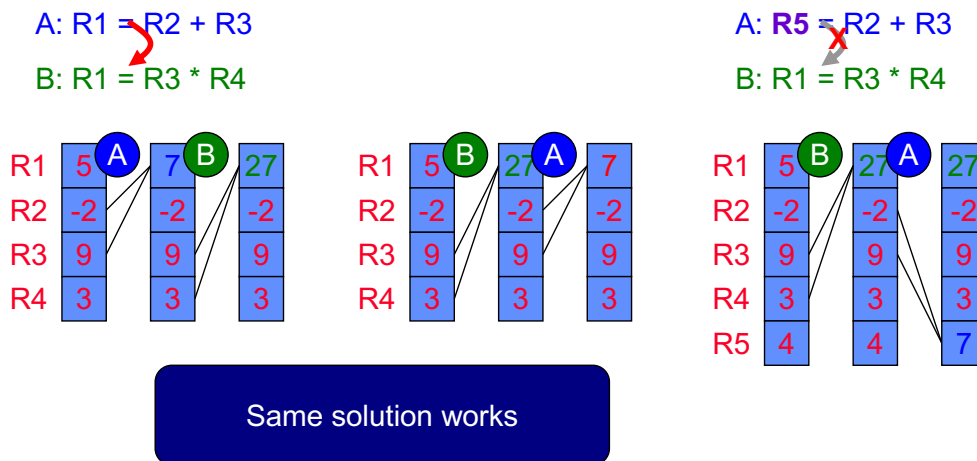 A: R1 = R2 + R3
B: R1 = R3 * R4
A: R5 = R2 + R3
X
B: R1 = R3 * R4
A B
R1 5 7 27
R2 -2 -2 -2
R3 9 9 9
R4 3 3 3
B A
R1 5 27 7
R2 -2 -2 -2
R3 9 9 9
R4 3 3 3
B A
R1 5 27 27
R2 -2 -2 -2
R3 9 9 9
R4 3 3 3
R5 4 4 7
Same solution works